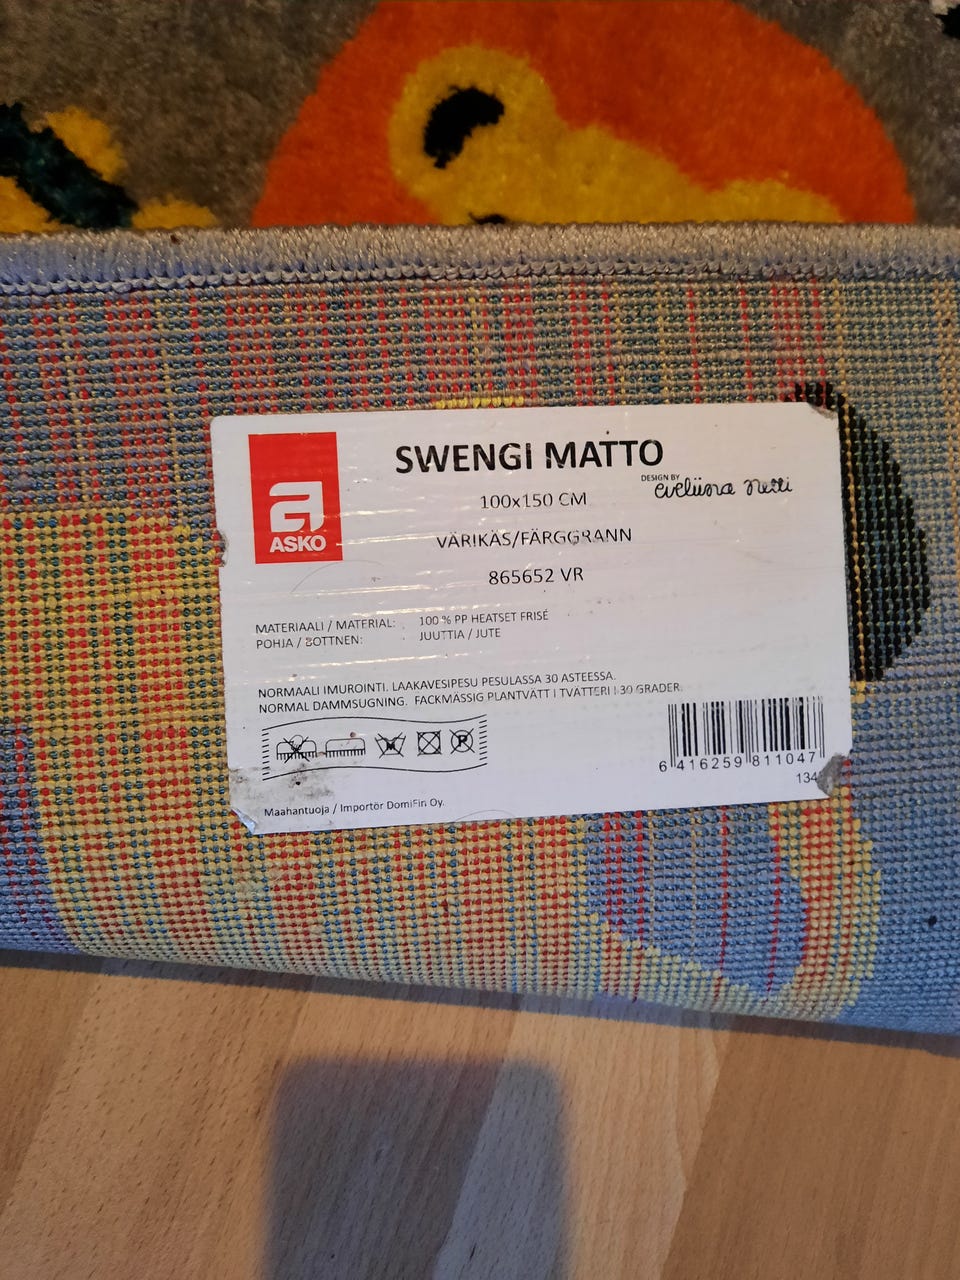 a
ASKO
SWENGI MATTO
DESIGN BY
eveliina netti
100x150 CM
VÄRIKÄS/FÄRGGRANN
865652 VR
MATERIAALI / MATERIAL: 100 % PP HEATSET FRISÉ
POHJA / BOTTNEN: JUUTTIA / JUTE
NORMAALI IMUROINTI. LAAKAVESIPESU PESULASSA 30 ASTEESSA.
NORMAL DAMMSUGNING. FACKMÄSSIG PLANTVÄTT I TVÄTTERI I 30 GRADER.
P
6 416259 811047
134
Maahantuoja / Importör DomiFin Oy.